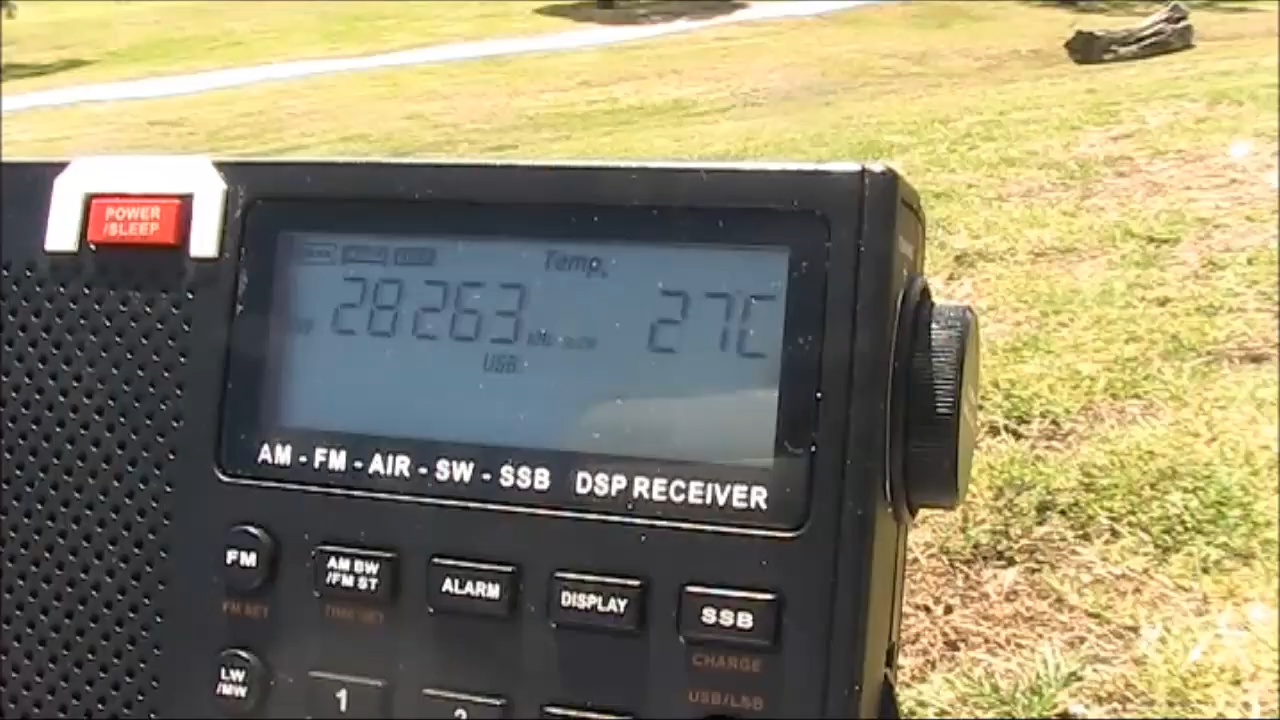 POWER
/SLEEP
Temp.
28263 27C
USB
AM - FM - AIR - SW - SSB DSP RECEIVER
FM
AM BW
/FM ST
ALARM
DISPLAY
SSB
FM SET
CHARGE
LW
/MW
1
2
USB/LSB